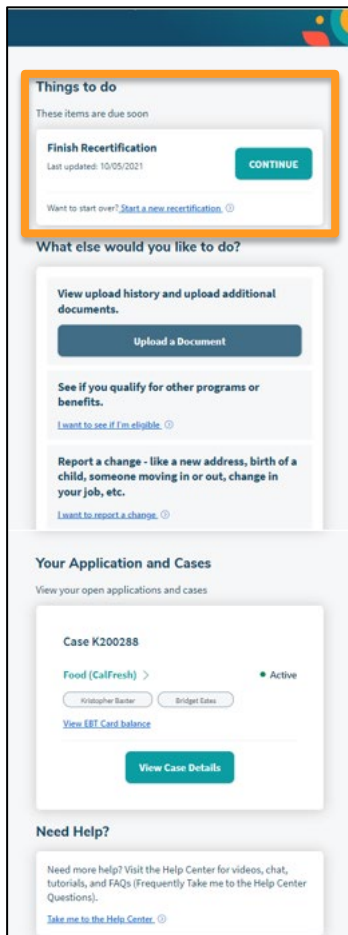 Things to do
These items are due soon
Finish Recertification
Last updated: 10/05/2021
CONTINUE
Want to start over? Start a new recertification
What else would you like to do?
View upload history and upload additional
documents.
Upload a Document
See if you qualify for other programs or
benefits.
I want to see if I'm eligible
Report a change - like a new address, birth of a
child, someone moving in or out, change in
your job, etc.
I want to report a change
Your Application and Cases
View your open applications and cases
Case K200288
Food (CalFresh) >
Active
Kristopher Baxter
Bridget Estes
View EBT Card balance
View Case Details
Need Help?
Need more help? Visit the Help Center for videos, chat,
tutorials, and FAQs (Frequently Take me to the Help Center
Questions).
Take me to the Help Center